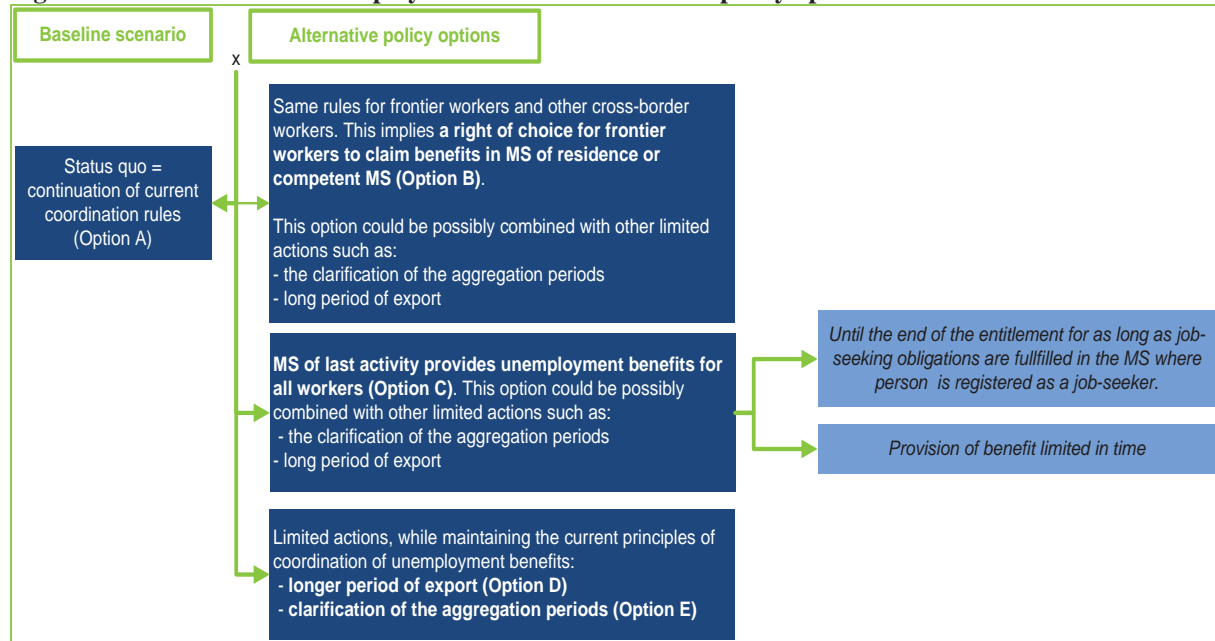 Baseline scenario
Alternative policy options
x
Status quo =
continuation of current
coordination rules
(Option A)
Same rules for frontier workers and other cross-border
workers. This implies a right of choice for frontier
workers to claim benefits in MS of residence or
competent MS (Option B).
This option could be possibly combined with other limited
actions such as:
- the clarification of the aggregation periods
- long period of export
MS of last activity provides unemployment benefits for
all workers (Option C). This option could be possibly
combined with other limited actions such as:
- the clarification of the aggregation periods
- long period of export
Until the end of the entitlement for as long as job-
seeking obligations are fullfilled in the MS where
person is registered as a job-seeker.
Provision of benefit limited in time
Limited actions, while maintaining the current principles of
coordination of unemployment benefits:
- longer period of export (Option D)
- clarification of the aggregation periods (Option E)